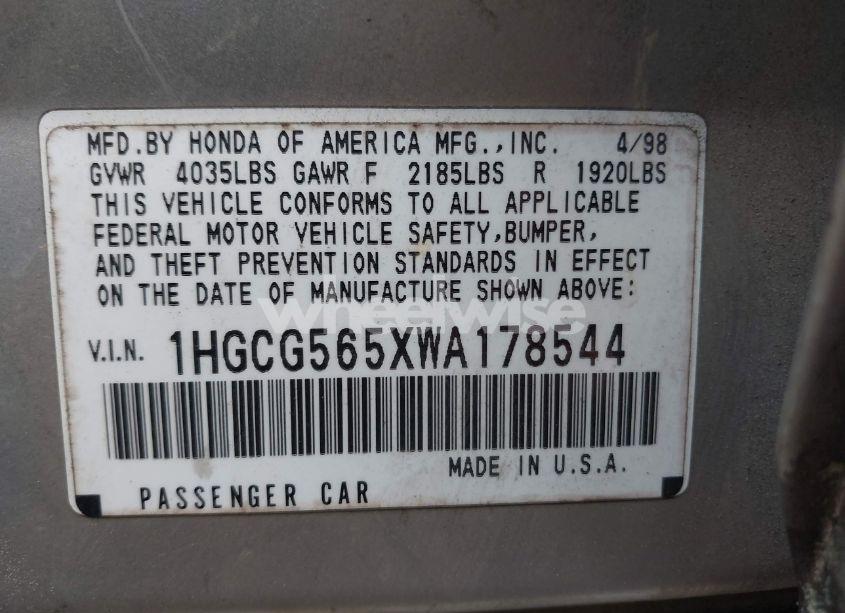 MFD.BY HONDA OF AMERICA MFG.,INC. 4/98
GVWR 4035LBS GAWR F 2185LBS R 1920LBS
THIS VEHICLE CONFORMS TO ALL APPLICABLE
FEDERAL MOTOR VEHICLE SAFETY,BUMPER,
AND THEFT PREVENTION STANDARDS IN EFFECT
ON THE DATE OF MANUFACTURE SHOWN ABOVE:
wheelwise
V.I.N. 1HGCG565XWA178544
MADE IN U.S.A.
PASSENGER CAR